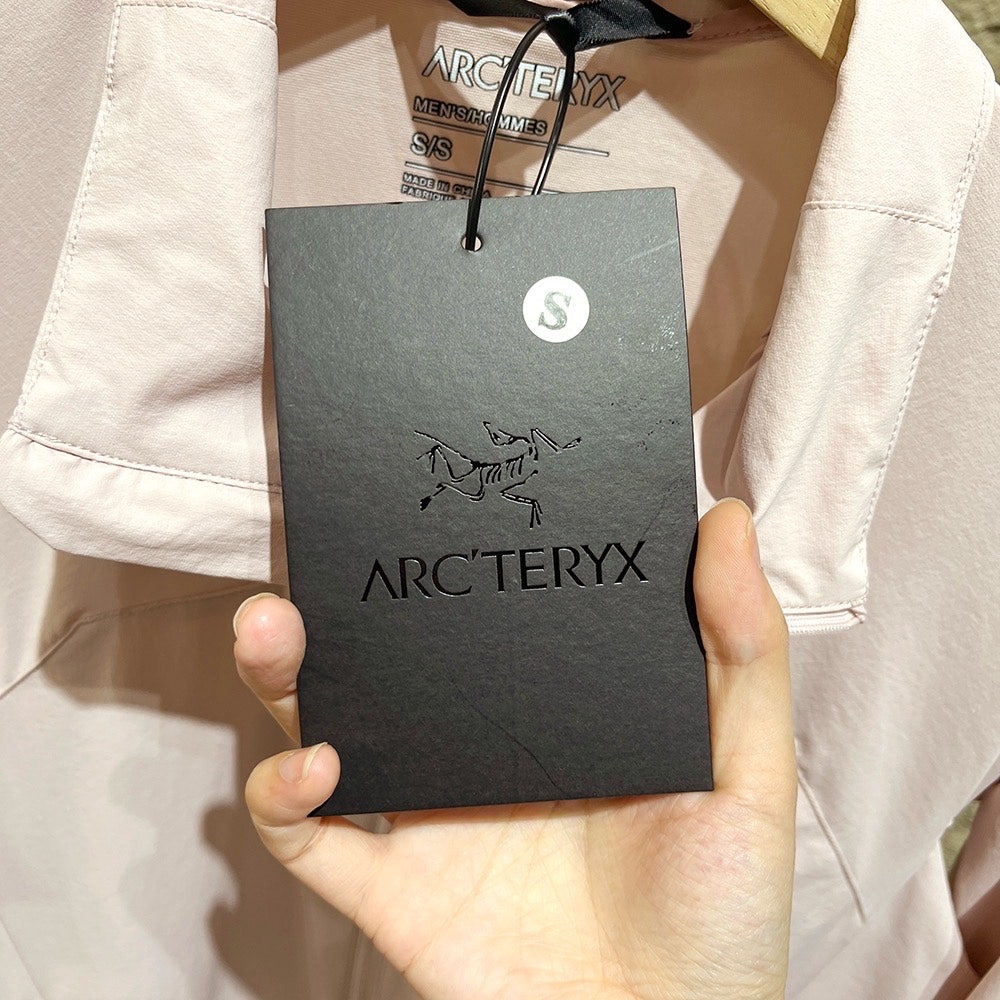 ARC'TERYX
MEN'S/HOMMES
S/S
MADE IN CHINA
S
ARC'TERYX